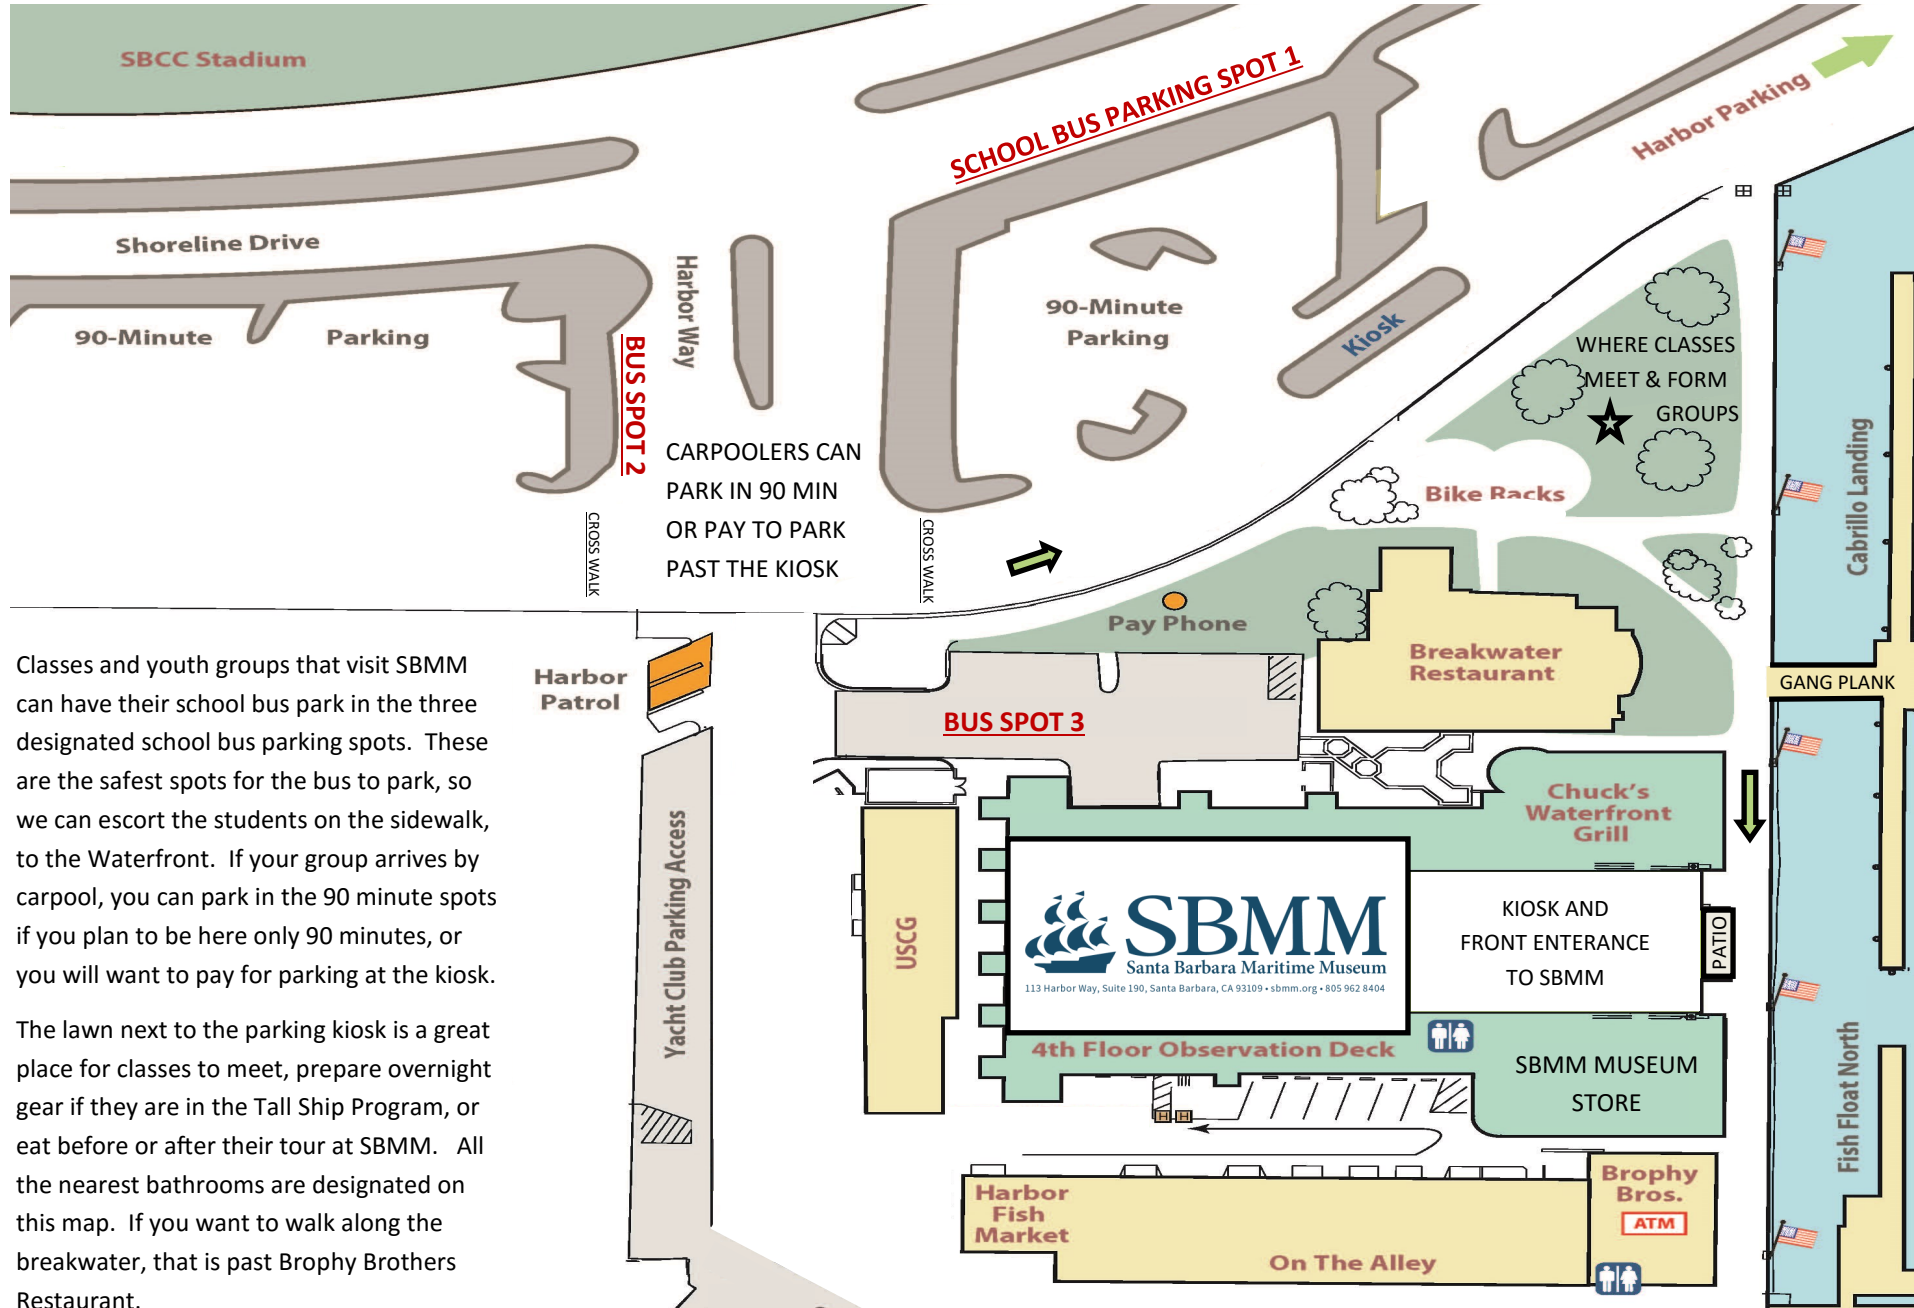 SBCC Stadium
SCHOOL BUS PARKING SPOT 1
Harbor Parking
Shoreline Drive
90-Minute
Parking
BUS SPOT 2
Harbor Way
90-Minute
Parking
Kiosk
WHERE CLASSES
MEET & FORM
GROUPS
CARPOOLERS CAN
PARK IN 90 MIN
OR PAY TO PARK
PAST THE KIOSK
CROSS WALK
CROSS WALK
Bike Racks
Cabrillo Landing
Pay Phone
Breakwater
Restaurant
GANG PLANK
Harbor
Patrol
BUS SPOT 3
Classes and youth groups that visit SBMM
can have their school bus park in the three
designated school bus parking spots. These
are the safest spots for the bus to park, so
we can escort the students on the sidewalk,
to the Waterfront. If your group arrives by
carpool, you can park in the 90 minute spots
if you plan to be here only 90 minutes, or
you will want to pay for parking at the kiosk.
The lawn next to the parking kiosk is a great
place for classes to meet, prepare overnight
gear if they are in the Tall Ship Program, or
eat before or after their tour at SBMM. All
the nearest bathrooms are designated on
this map. If you want to walk along the
breakwater, that is past Brophy Brothers
Restaurant.
Yacht Club Parking Access
USCG
Chuck's
Waterfront
Grill
SBMM
Santa Barbara Maritime Museum
113 Harbor Way, Suite 190, Santa Barbara, CA 93109 • sbmm.org • 805 962 8404
KIOSK AND
FRONT ENTERANCE
TO SBMM
PATIO
4th Floor Observation Deck
SBMM MUSEUM
STORE
H H
Fish Float North
Harbor
Fish
Market
On The Alley
Brophy
Bros.
ATM